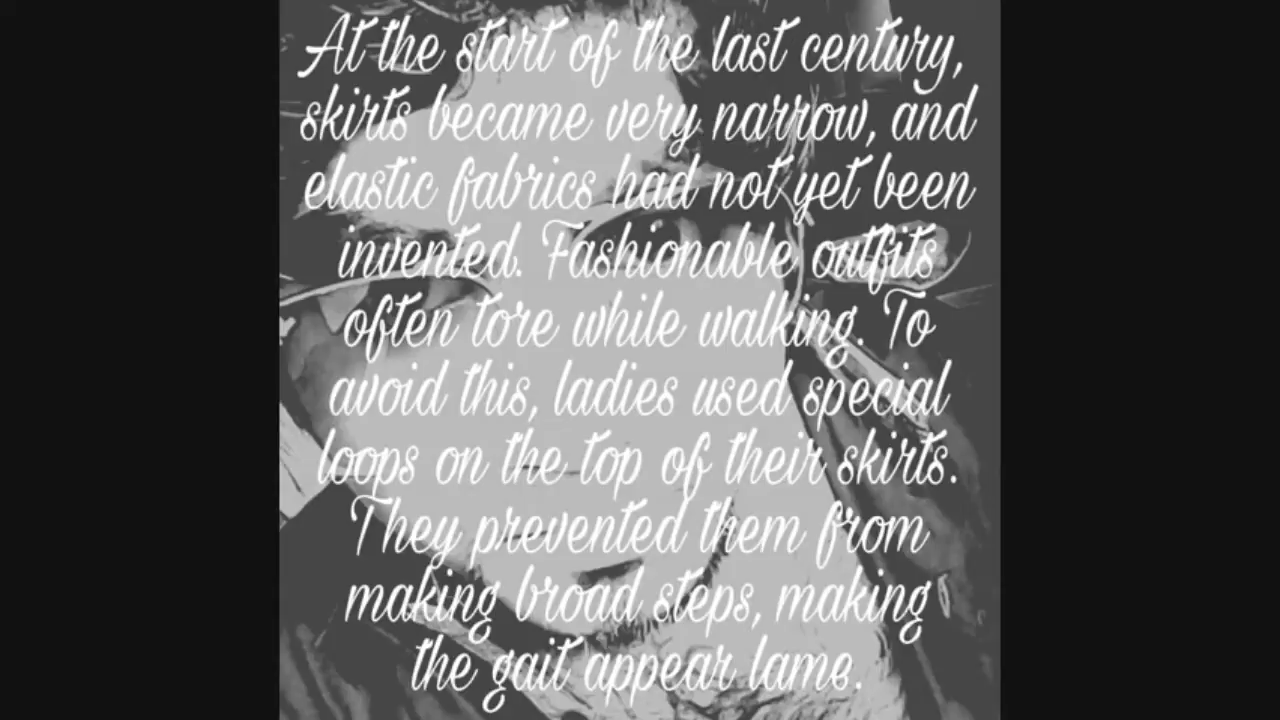 At the start of the last century,
skirts became very narrow, and
elastic fabrics had not yet been
invented. Fashionable outfits
often tore while walking. To
avoid this, ladies used special
loops on the top of their skirts.
They prevented them from
making broad steps, making
the gait appear lame.